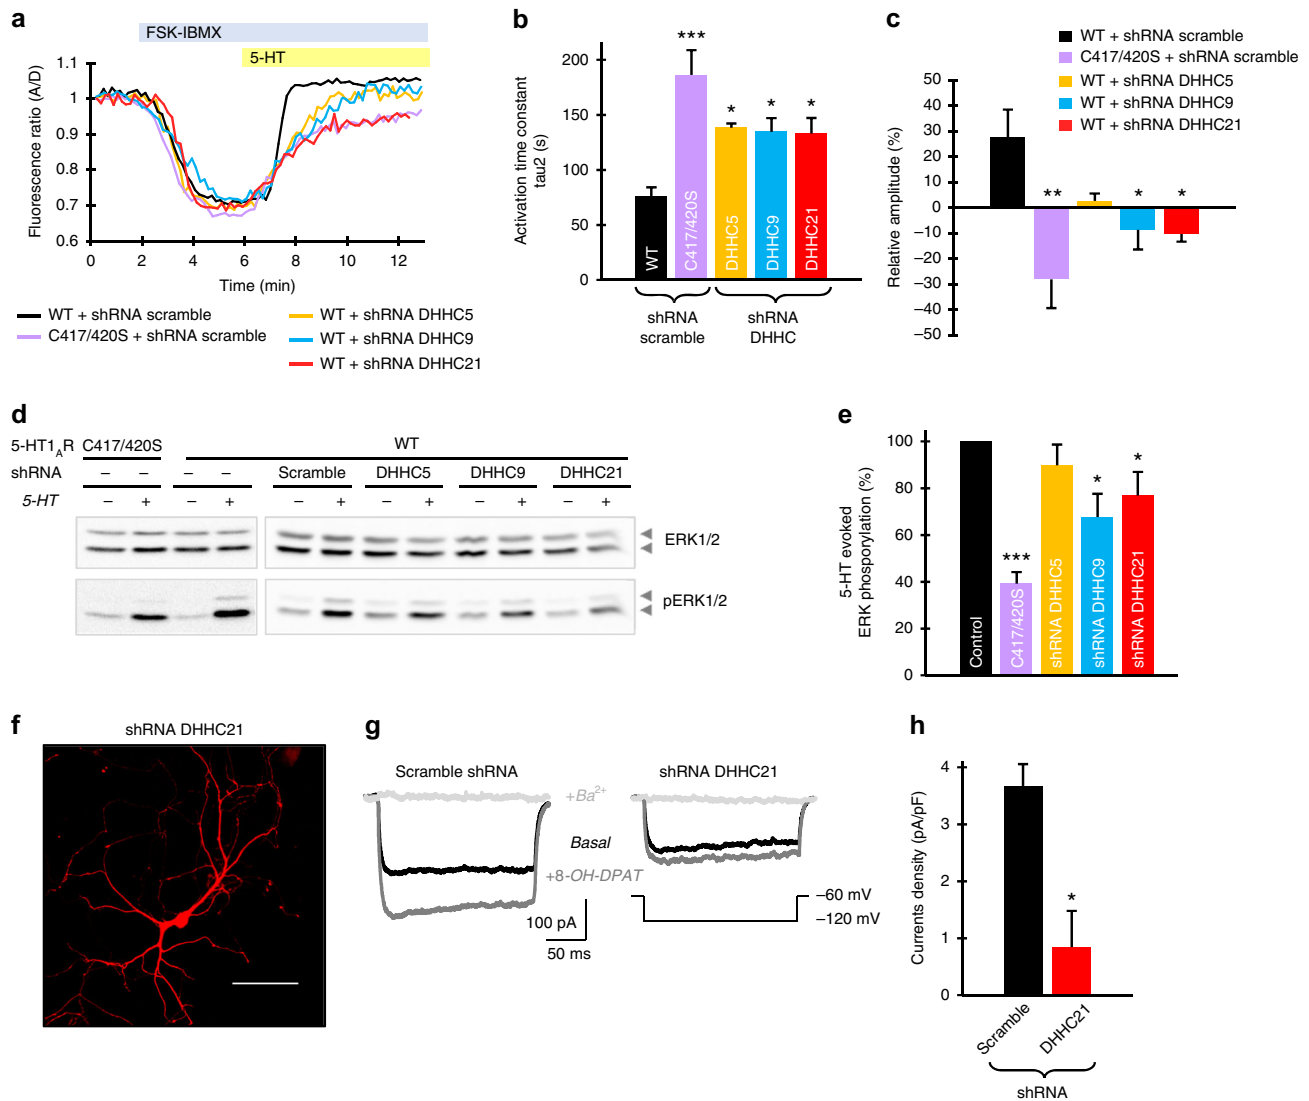 a
FSK-IBMX
5-HT
Fluorescence ratio (A/D)
1.1
1
0.9
0.8
0.7
0.6
0 2 4 6 8 10 12
Time (min)
WT + shRNA scramble
C417/420S + shRNA scramble
WT + shRNA DHHC5
WT + shRNA DHHC9
WT + shRNA DHHC21
b
Activation time constant
tau2 (s)
200
150
100
50
0
***
*
*
*
WT
C417/420S
DHHC5
DHHC9
DHHC21
shRNA
scramble
shRNA
DHHC
c
WT + shRNA scramble
C417/420S + shRNA scramble
WT + shRNA DHHC5
WT + shRNA DHHC9
WT + shRNA DHHC21
Relative amplitude (%)
50
40
30
20
10
0
−10
−20
−30
−40
−50
**
*
*
d
5-HT1AR C417/420S WT
shRNA – – – – Scramble DHHC5 DHHC9 DHHC21
5-HT – + – + – + – + – + – +
ERK1/2
pERK1/2
e
5-HT evoked
ERK phosporylation (%)
100
80
60
40
20
0
***
*
*
Control
C417/420S
shRNA DHHC5
shRNA DHHC9
shRNA DHHC21
f
shRNA DHHC21
g
Scramble shRNA
shRNA DHHC21
+Ba2+
Basal
+8-OH-DPAT
100 pA
50 ms
−60 mV
−120 mV
h
Currents density (pA/pF)
4
3
2
1
0
*
Scramble
DHHC21
shRNA